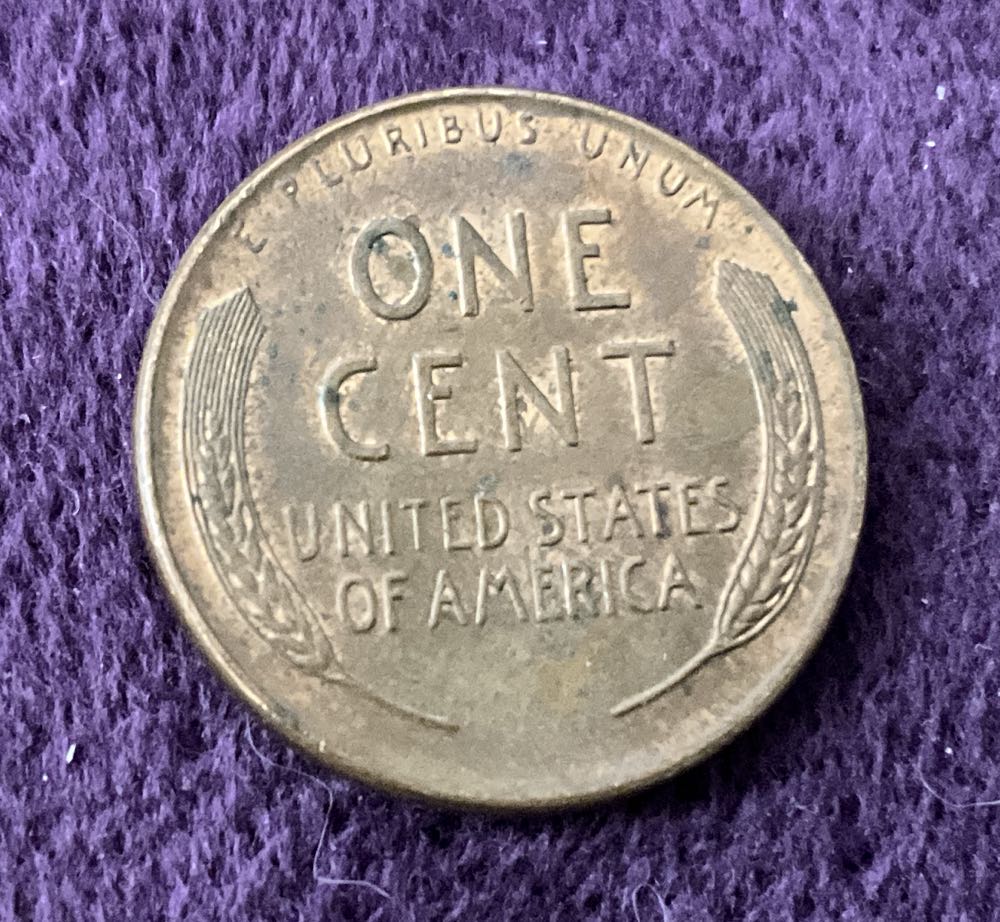 E PLURIBUS UNUM
ONE
CENT
UNITED STATES
OF AMERICA